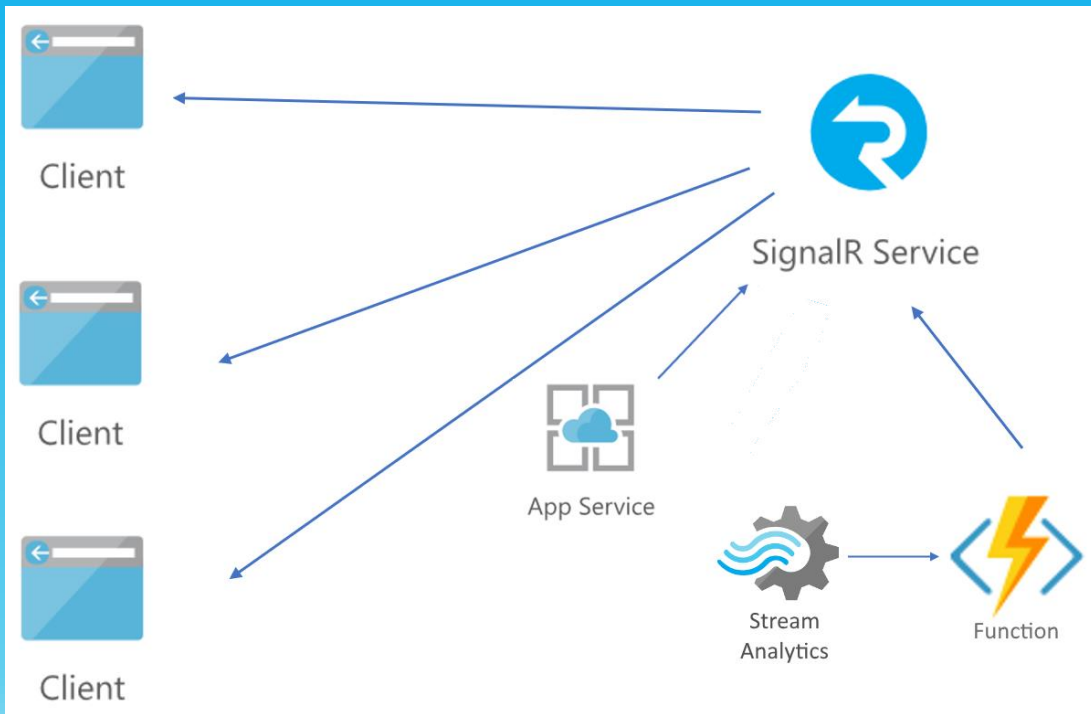 Client
SignalR Service
Client
App Service
Stream
Analytics
Function
Client